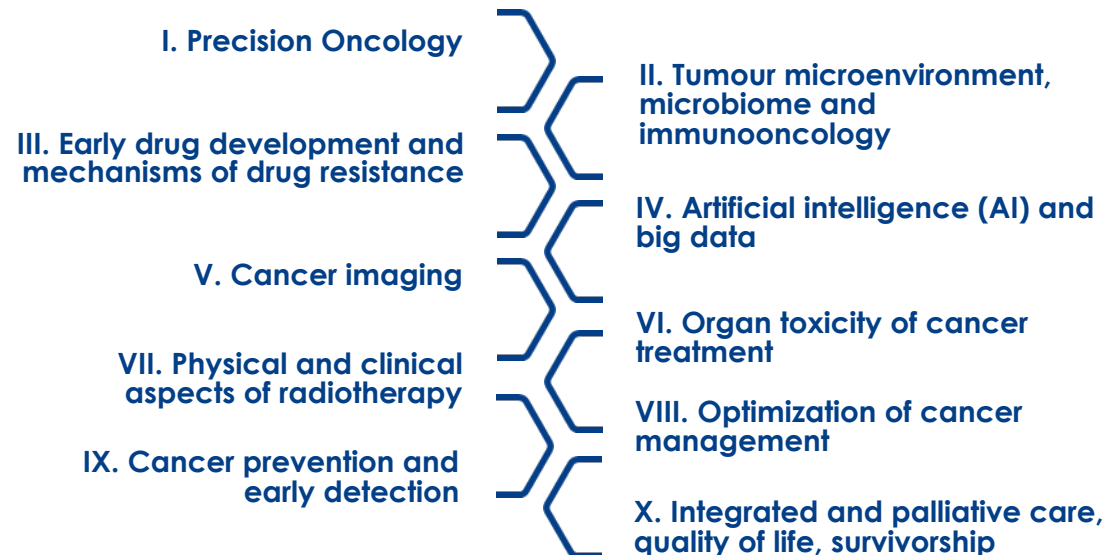 I. Precision Oncology
II. Tumour microenvironment,
microbiome and
immunooncology
III. Early drug development and
mechanisms of drug resistance
IV. Artificial intelligence (AI) and
big data
V. Cancer imaging
VI. Organ toxicity of cancer
treatment
VII. Physical and clinical
aspects of radiotherapy
VIII. Optimization of cancer
management
IX. Cancer prevention and
early detection
X. Integrated and palliative care,
quality of life, survivorship